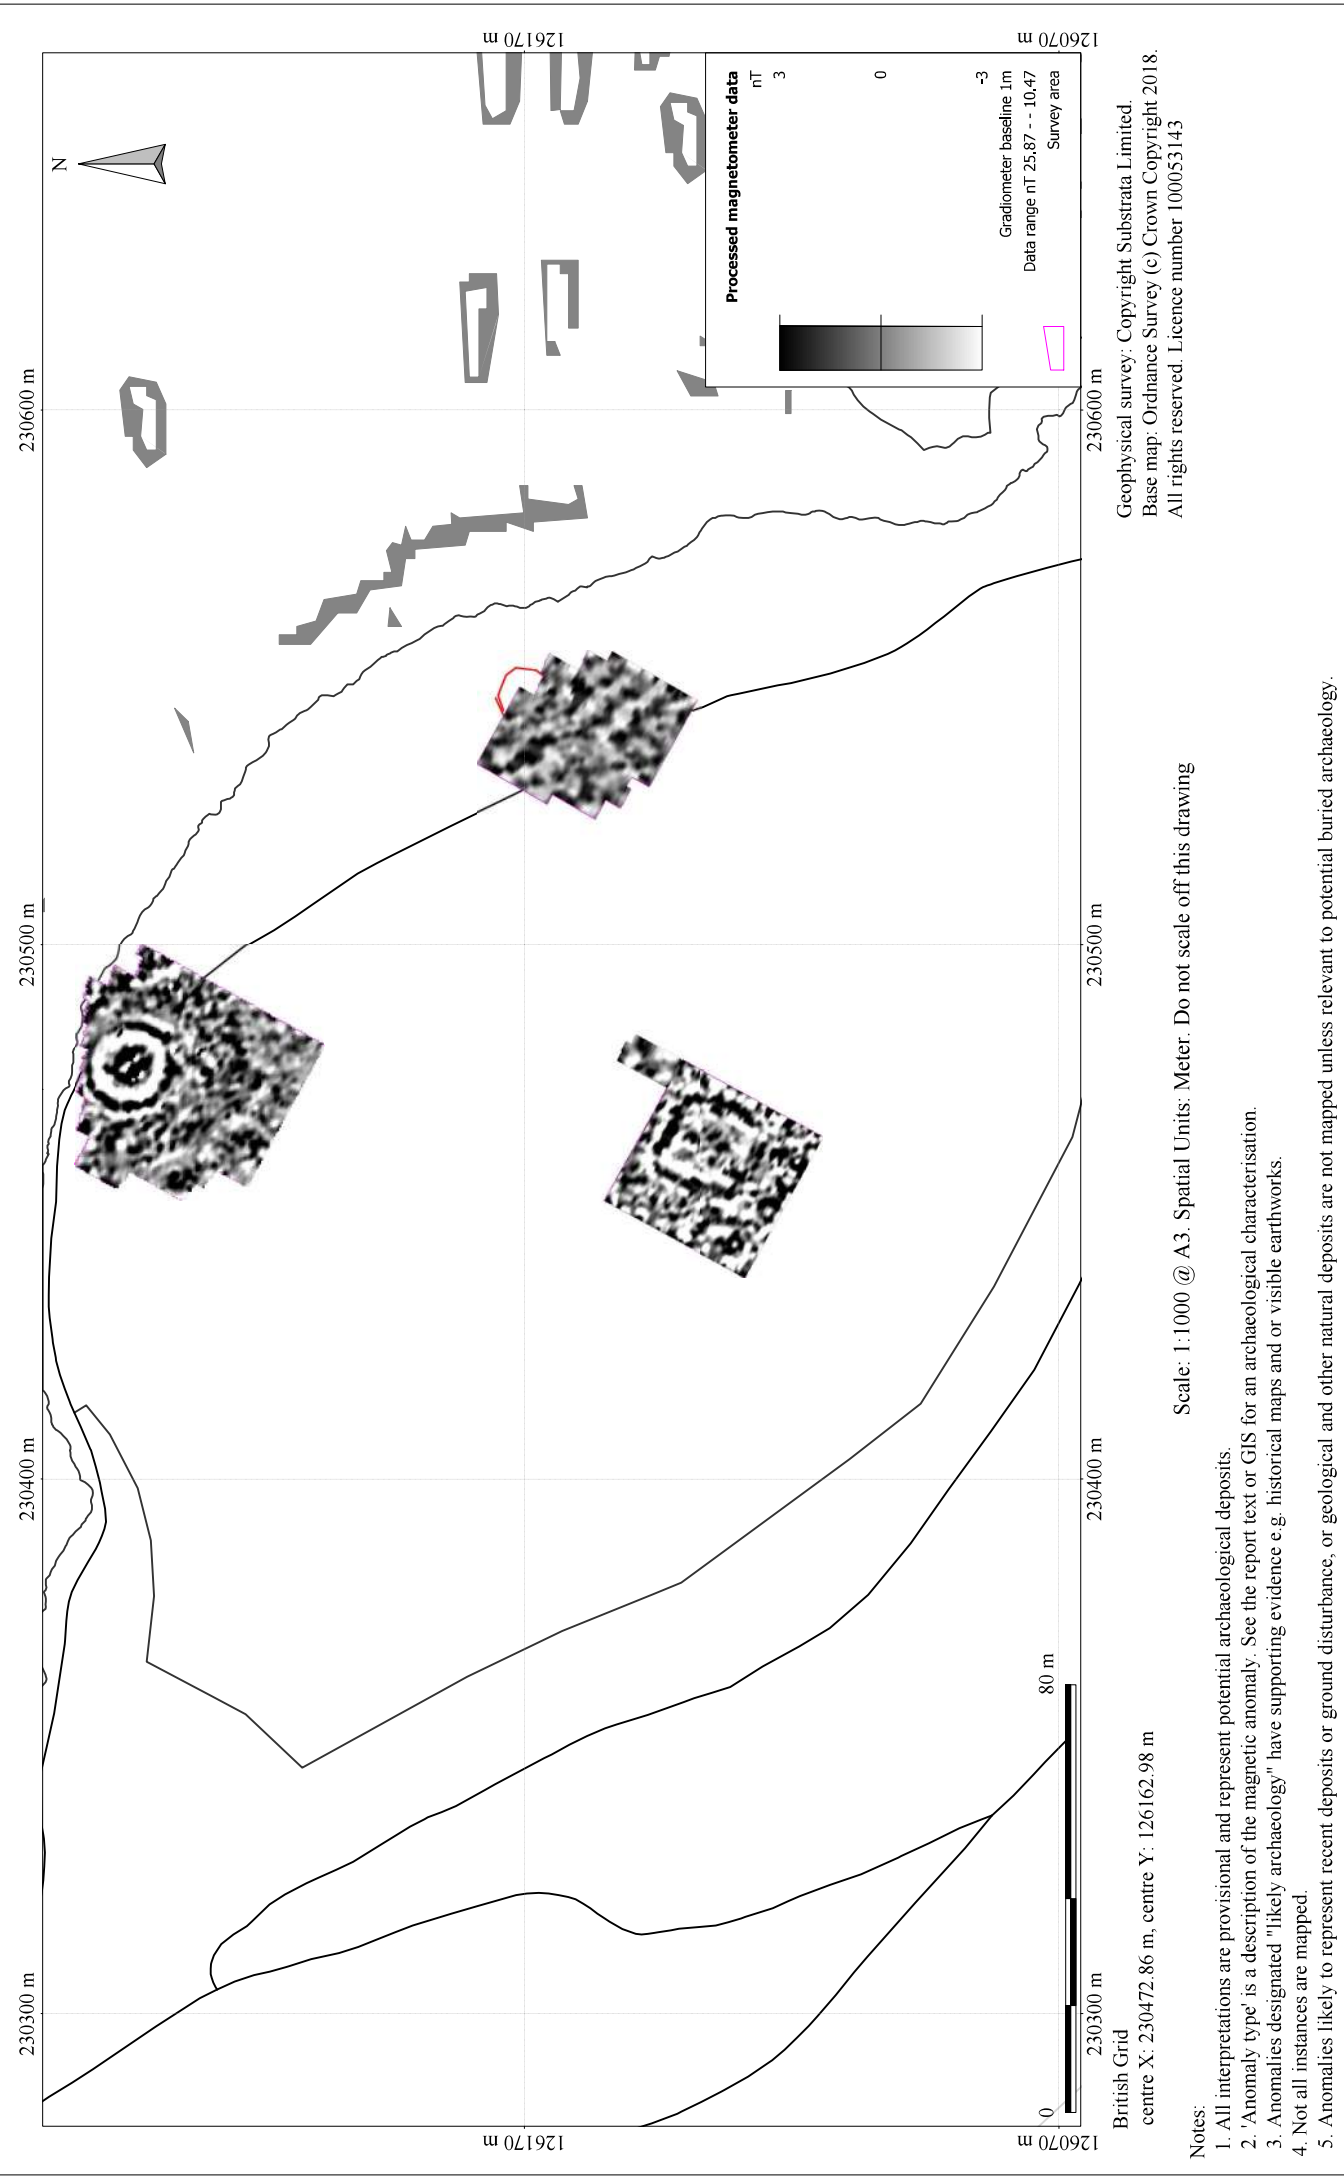 230300 m
230400 m
230500 m
230600 m
126170 m
126170 m
126070 m
126070 m
N
Processed magnetometer data
nT
3
0
-3
Gradiometer baseline 1m
Data range nT 25.87 - - 10.47
Survey area
0
80 m
230300 m
230400 m
230500 m
230600 m
British Grid
centre X: 230472.86 m, centre Y: 126162.98 m
Scale: 1:1000 @ A3. Spatial Units: Meter. Do not scale off this drawing
Geophysical survey: Copyright Substrata Limited.
Base map: Ordnance Survey (c) Crown Copyright 2018.
All rights reserved. Licence number 100053143
Notes:
1. All interpretations are provisional and represent potential archaeological deposits.
2. 'Anomaly type' is a description of the magnetic anomaly. See the report text or GIS for an archaeological characterisation.
3. Anomalies designated "likely archaeology" have supporting evidence e.g. historical maps and or visible earthworks.
4. Not all instances are mapped.
5. Anomalies likely to represent recent deposits or ground disturbance, or geological and other natural deposits are not mapped unless relevant to potential buried archaeology.